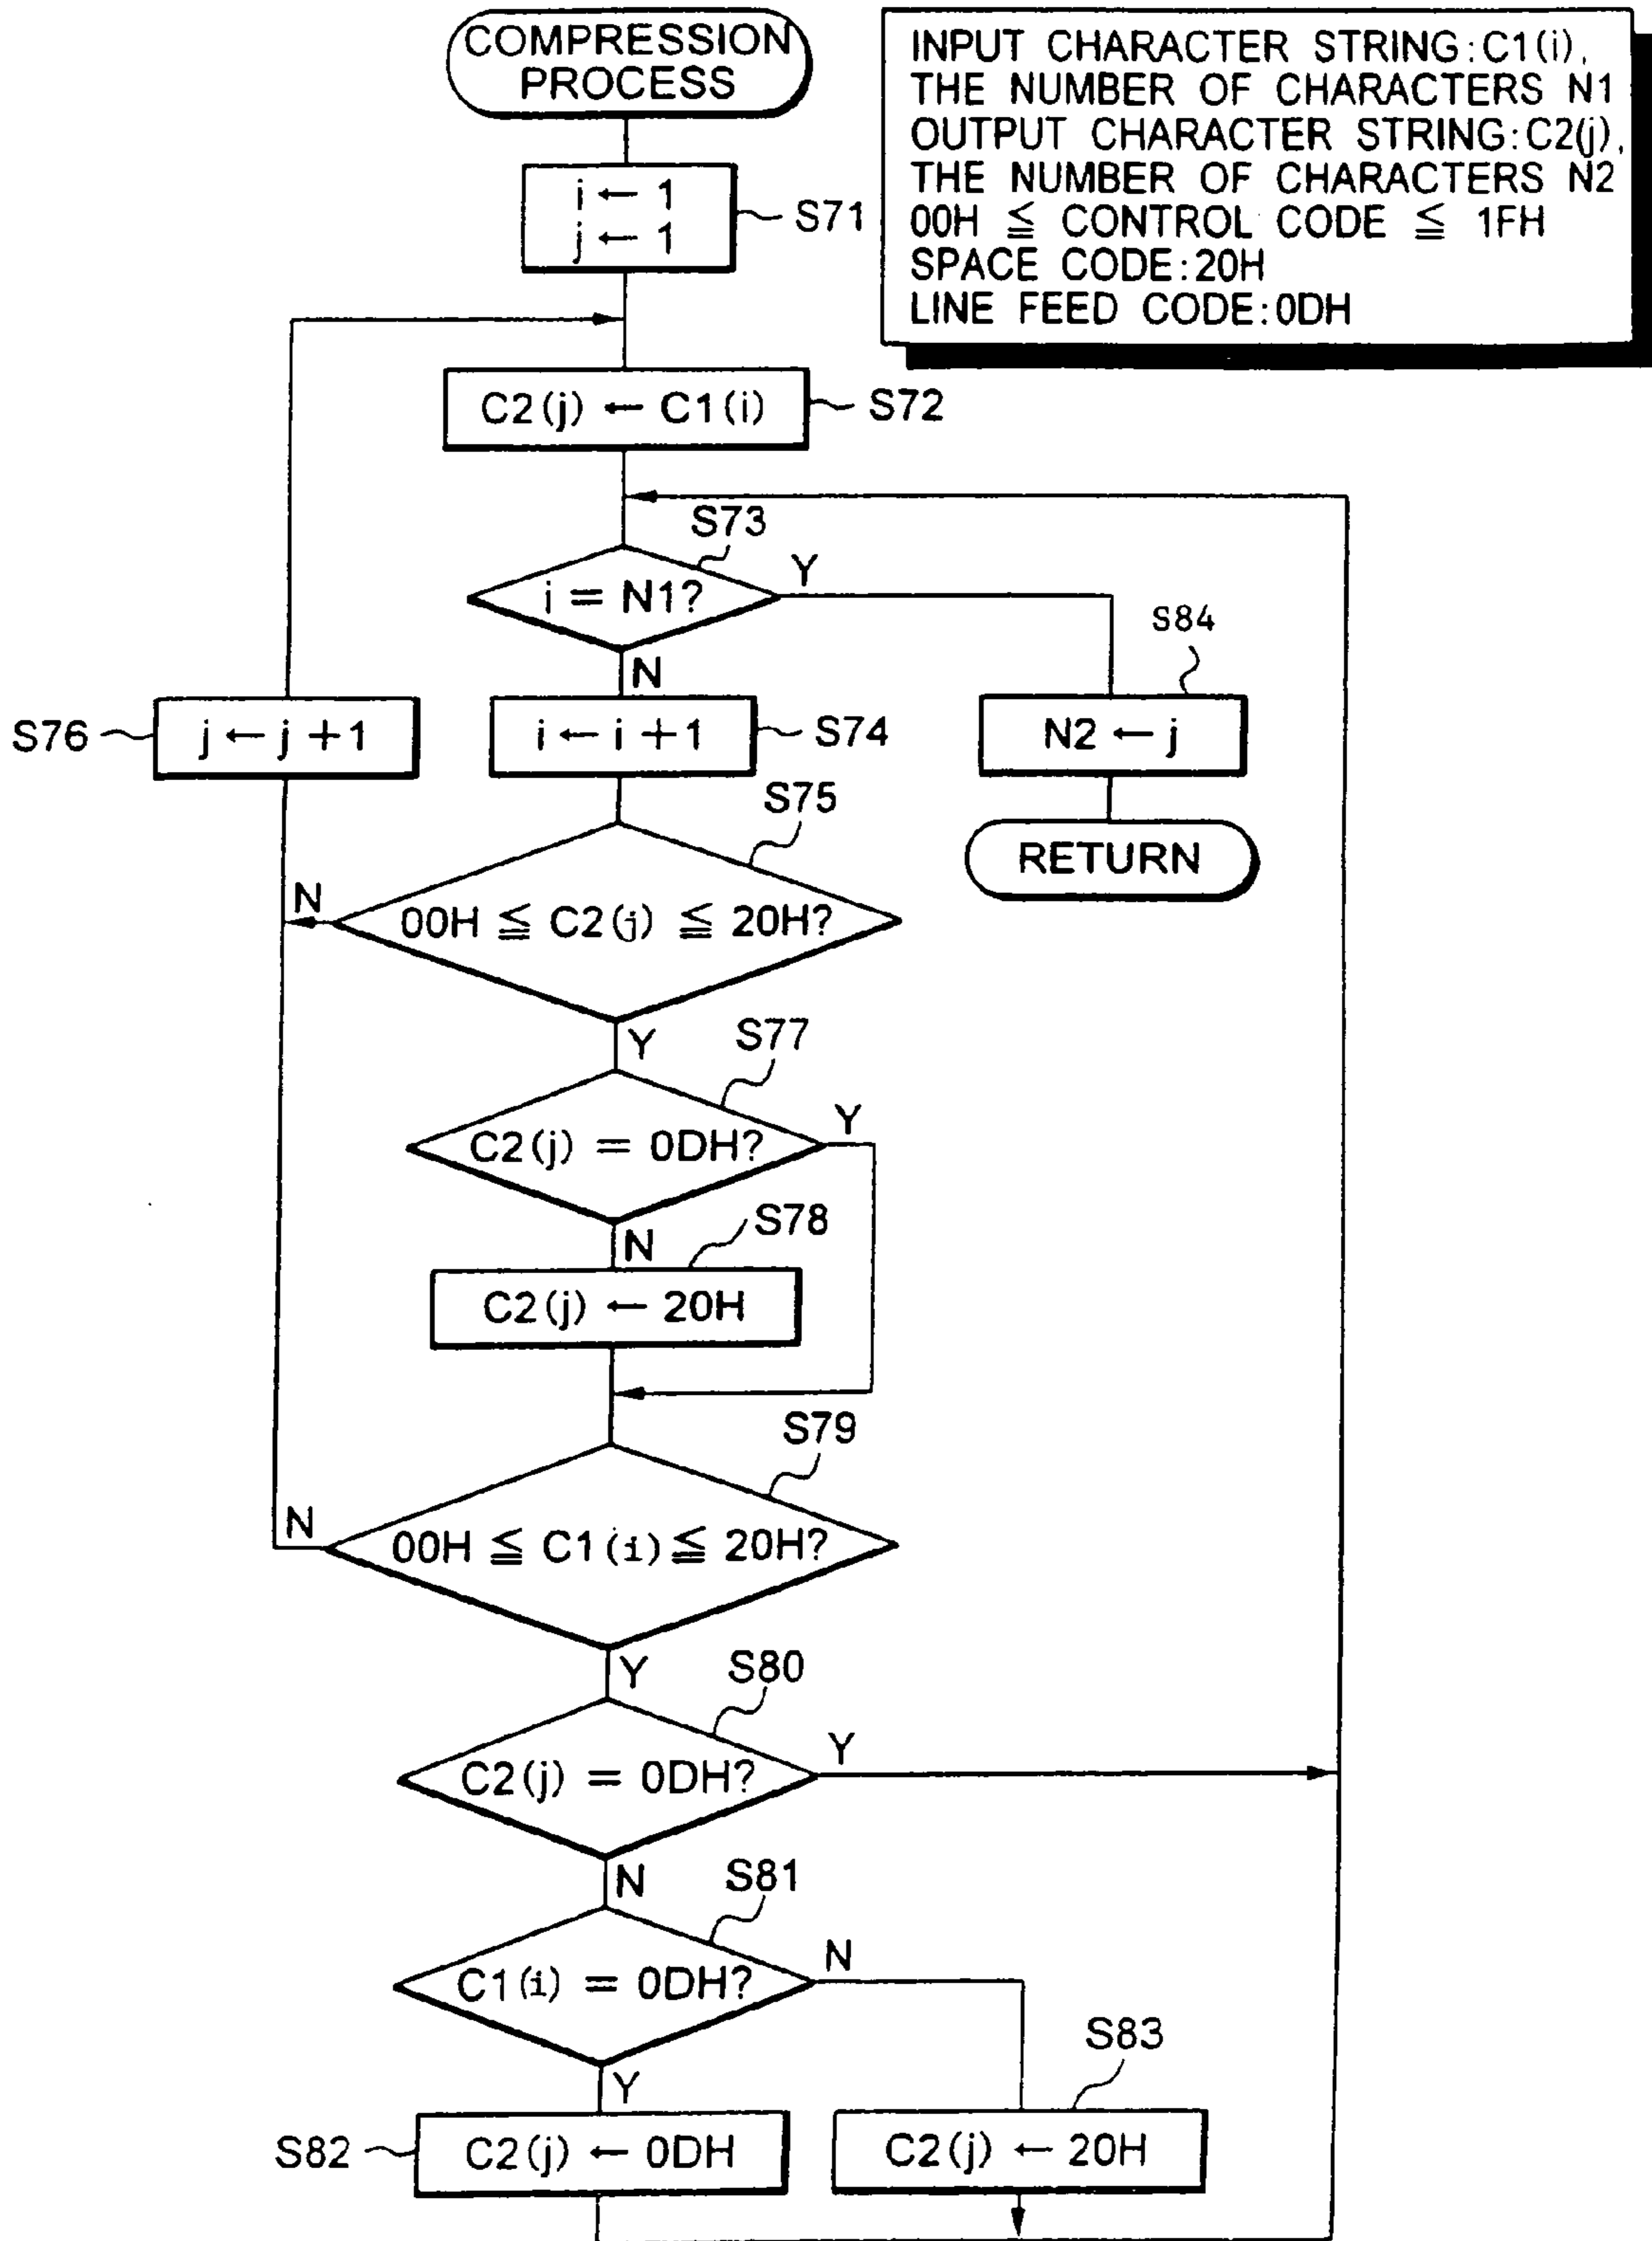 COMPRESSION
PROCESS
INPUT CHARACTER STRING:C1(i),
THE NUMBER OF CHARACTERS N1
OUTPUT CHARACTER STRING:C2(j),
THE NUMBER OF CHARACTERS N2
00H ≦ CONTROL CODE ≦ 1FH
SPACE CODE:20H
LINE FEED CODE:0DH
i ← 1
j ← 1
S71
C2(j) ← C1(i)
S72
S73
i = N1?
Y
N
S84
S76
j ← j +1
i ← i +1
S74
N2 ← j
S75
RETURN
N
00H ≦ C2(j) ≦ 20H?
Y
S77
C2(j) = 0DH?
Y
N
S78
C2(j) ← 20H
S79
N
00H ≦ C1(i) ≦ 20H?
Y
S80
C2(j) = 0DH?
Y
N
S81
C1(i) = 0DH?
N
Y
S83
S82
C2(j) ← 0DH
C2(j) ← 20H